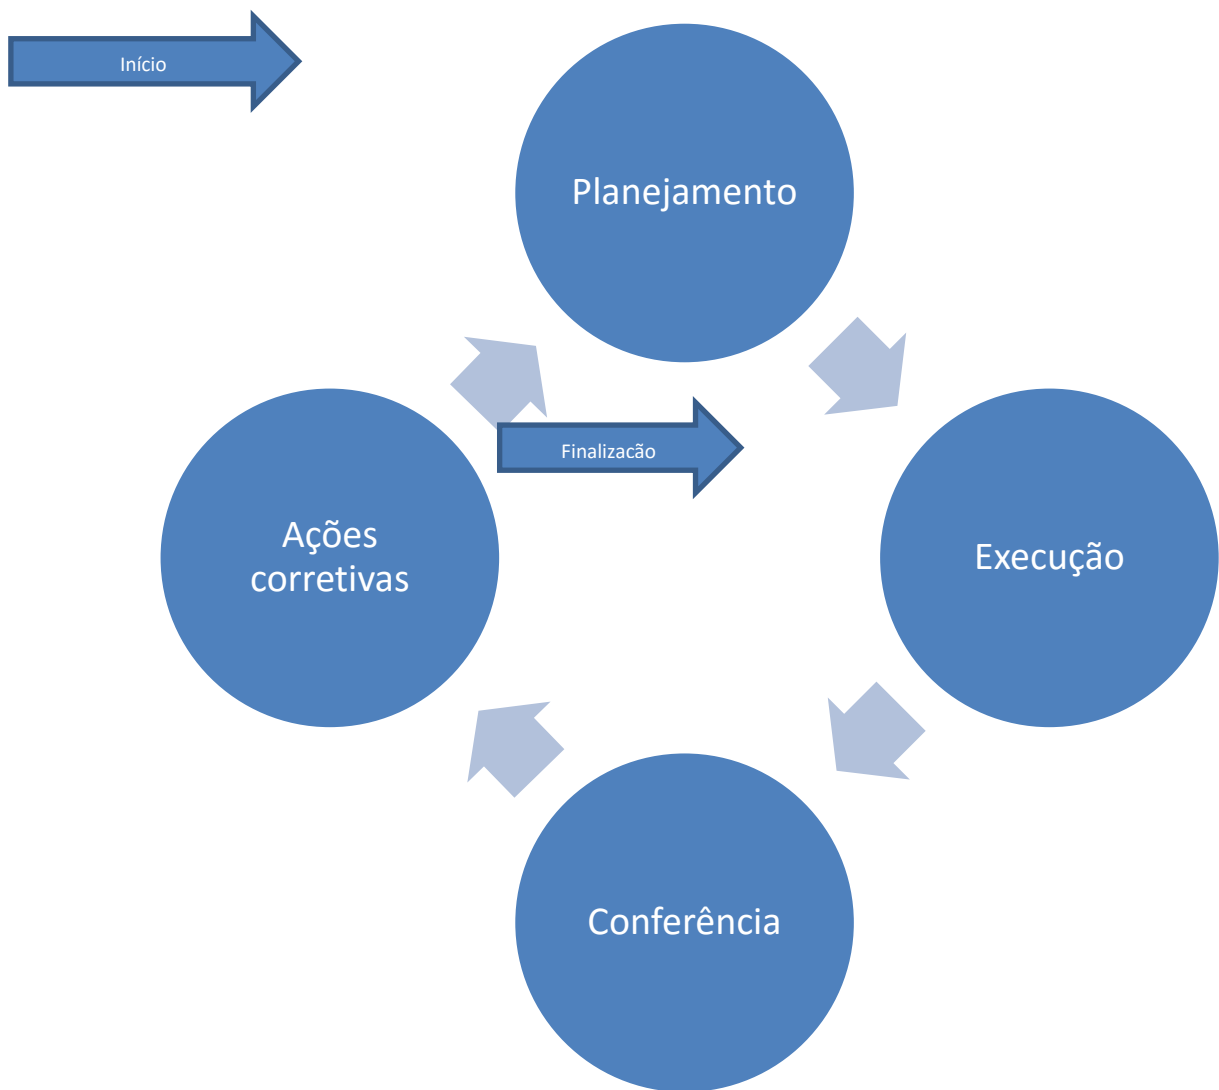 Início
Planejamento
Finalizacão
Ações
corretivas
Execução
Conferência